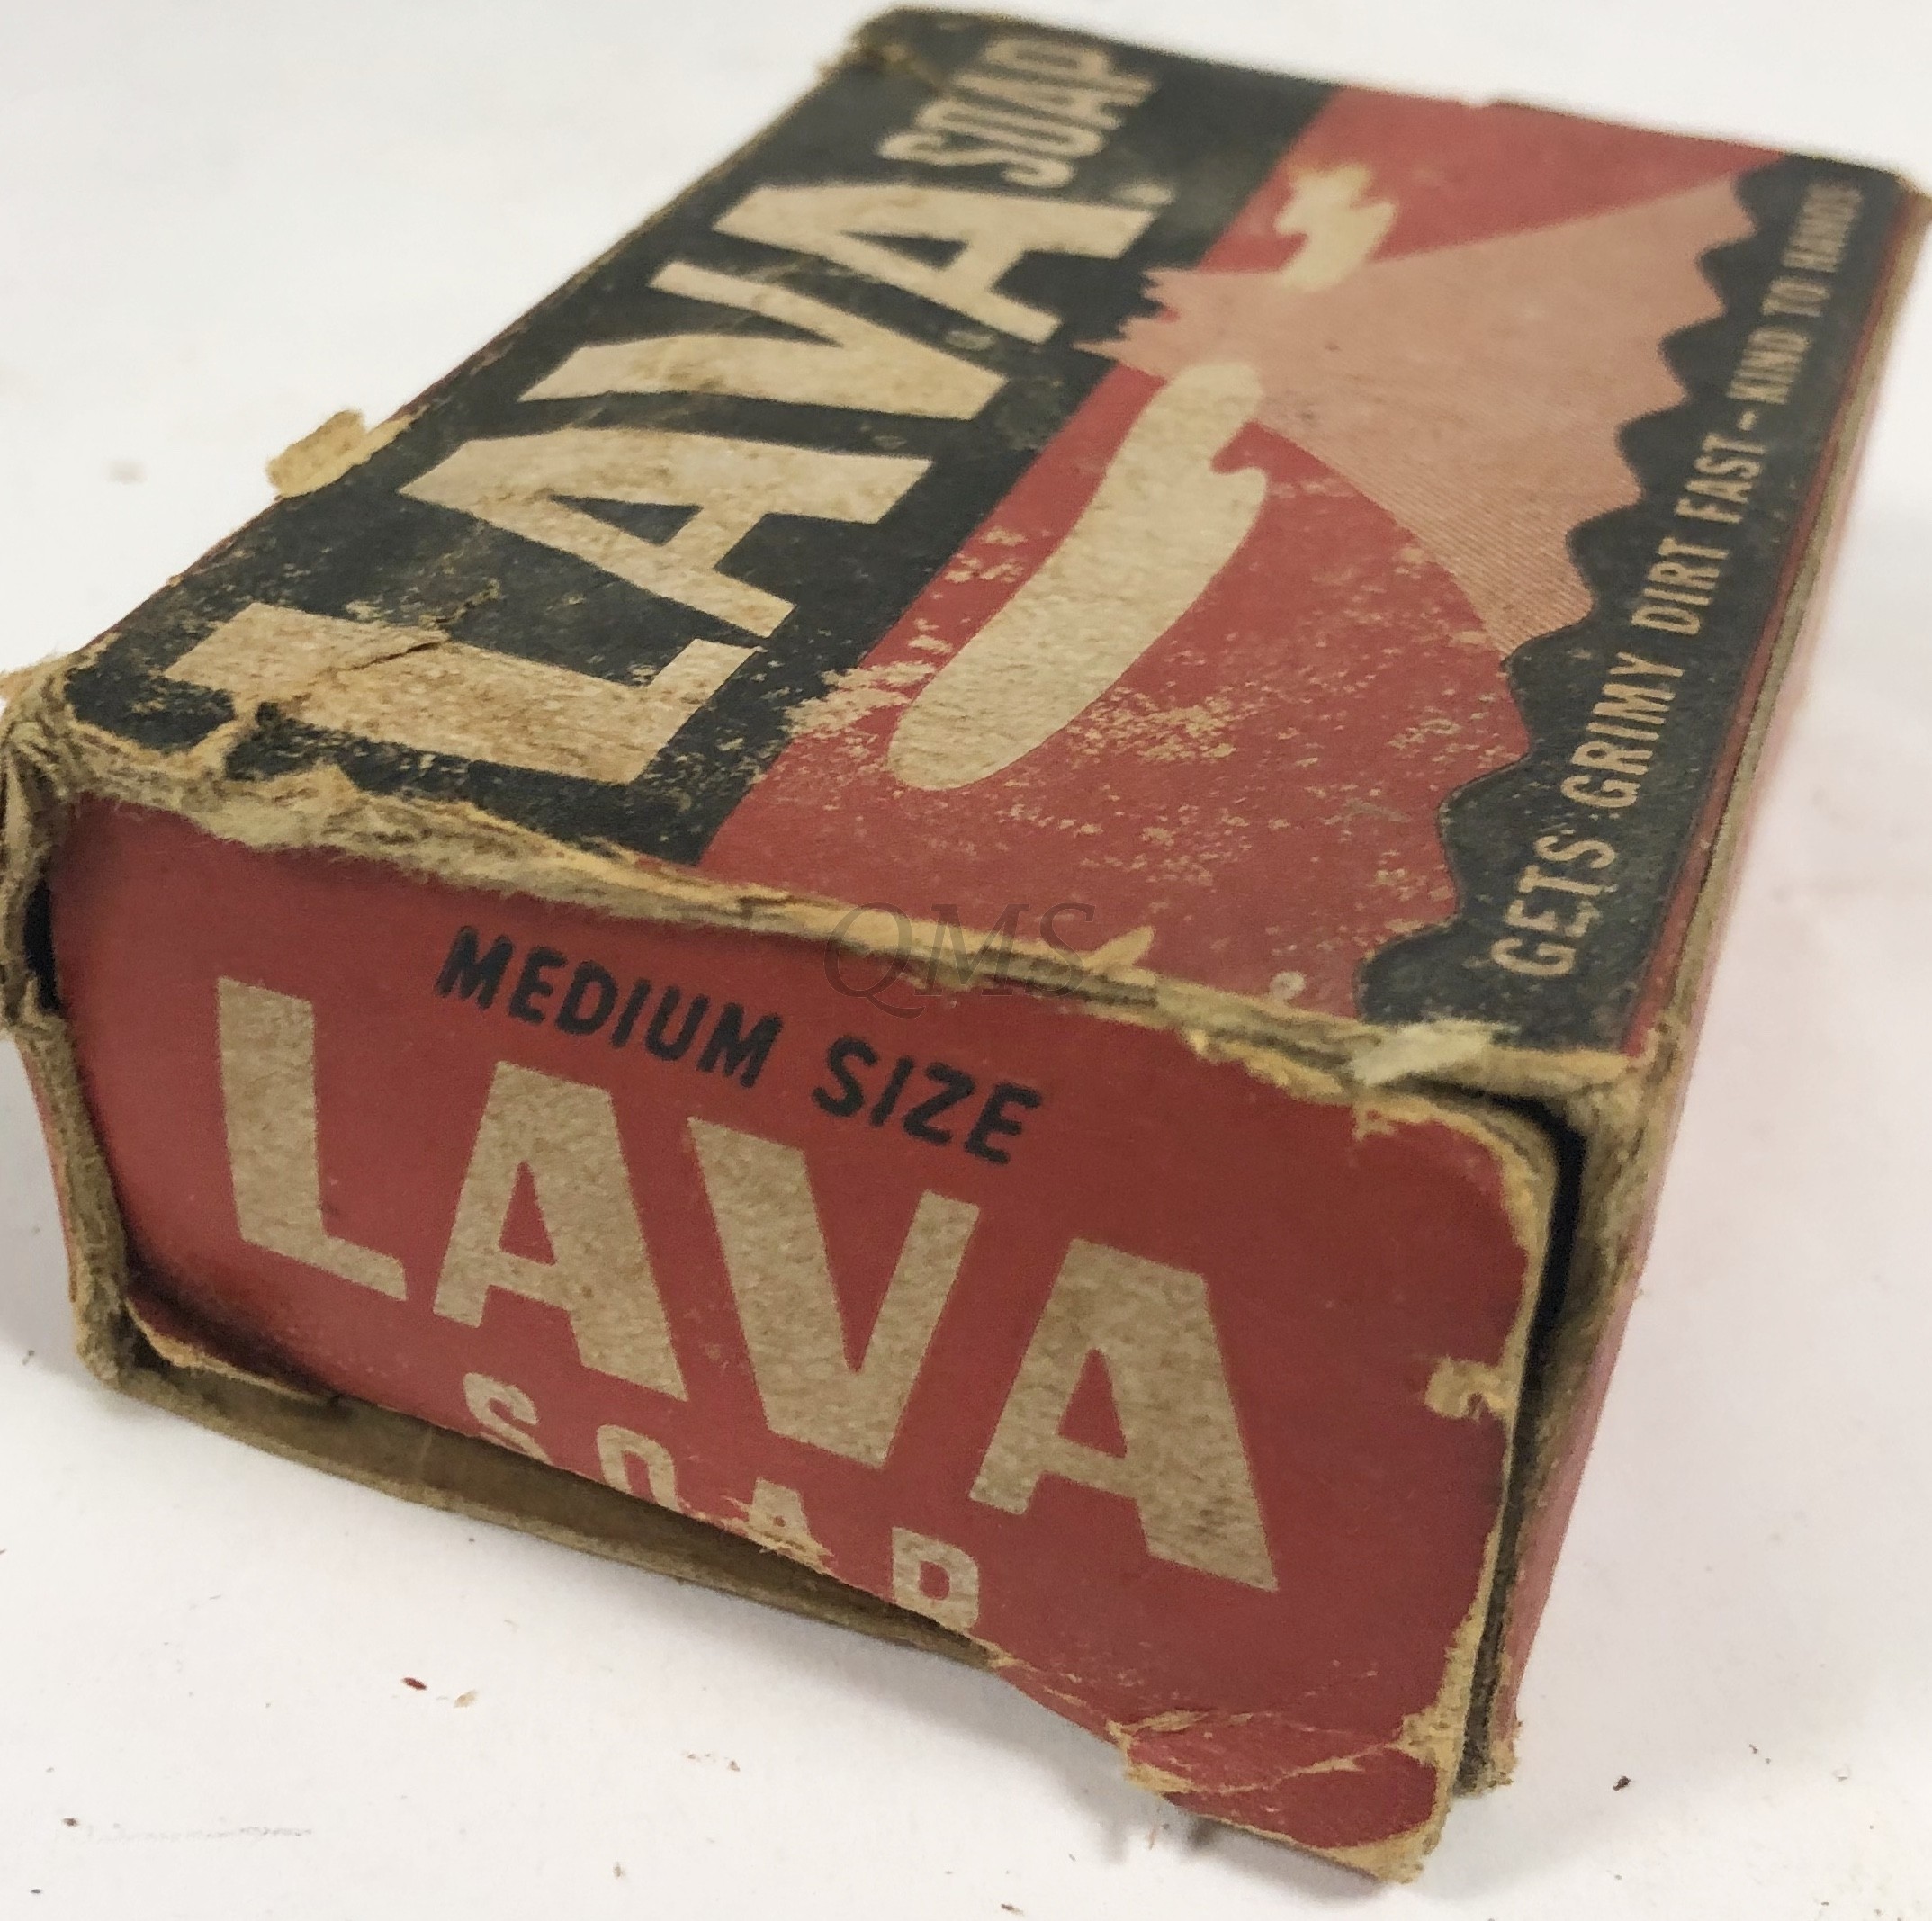 LAVA SOAP
GETS GRIMY DIRT FAST - KIND TO HANDS
QMS
MEDIUM SIZE
LAVA
SOAP